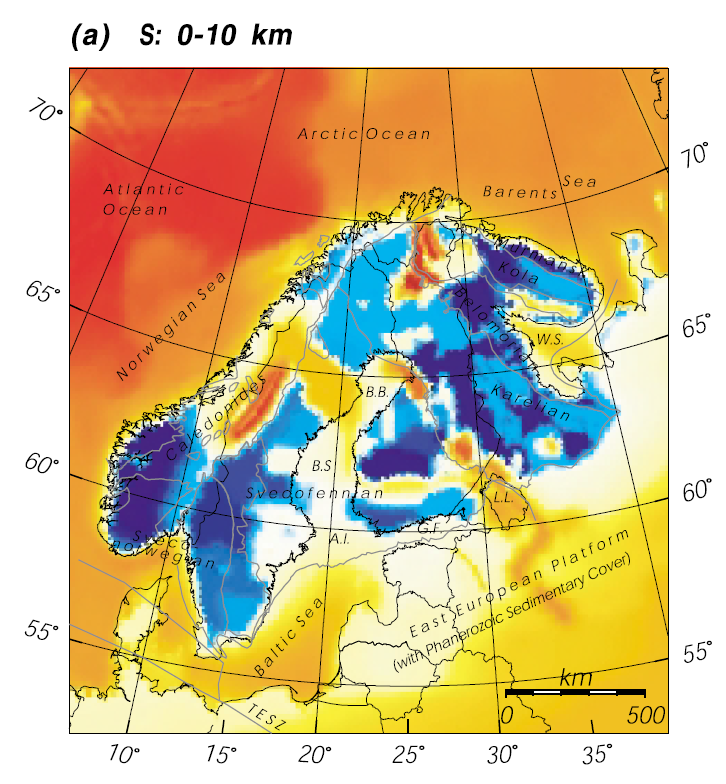 (a) S: 0-10 km
70°
Arctic Ocean
70°
Barents Sea
Atlantic
Ocean
Murmansk
Kola
65°
Norwegian Sea
Belomor
W.S.
65°
B.B.
Karelian
Caledonides
60°
B.S
Svecofennian
L.L.
60°
G.F.
A.I.
Sveco-
norwegian
East European Platform
(with Phanerozoic Sedimentary Cover)
55°
Baltic Sea
55°
km
TESZ
0 500
10° 15° 20° 25° 30° 35°